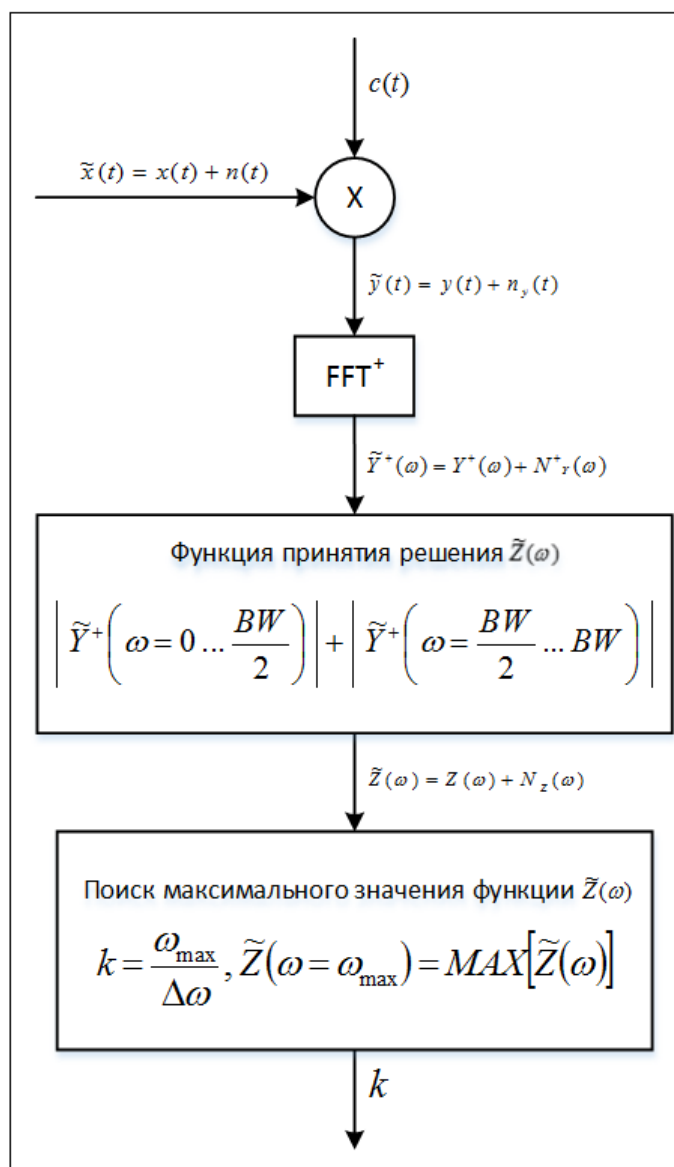 c(t)
x̃(t) = x(t) + n(t)
X
ỹ(t) = y(t) + n_y(t)
FFT⁺
Ỹ⁺(ω) = Y⁺(ω) + N⁺_Y(ω)
Функция принятия решения Z̃(ω)
|Ỹ⁺(ω = 0 ... BW/2)| + |Ỹ⁺(ω = BW/2 ... BW)|
Z̃(ω) = Z(ω) + N_z(ω)
Поиск максимального значения функции Z̃(ω)
k = ω_max/Δω, Z̃(ω = ω_max) = MAX[Z̃(ω)]
k